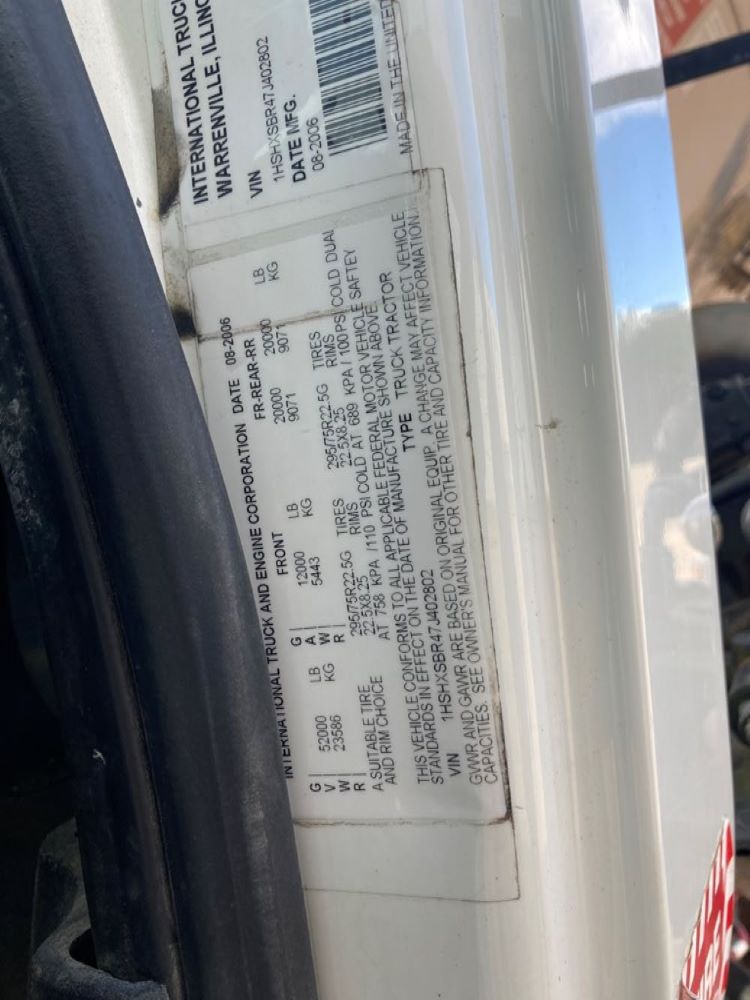 INTERNATIONAL TRUCK AND ENGINE CORPORATION DATE 08-2006
FRONT FR-REAR-RR
GVWR 52000 LB 23586 KG
GAWR 12000 LB 5443 KG
20000 20000 LB
9071 9071 KG
A SUITABLE TIRE 295/75R22.5G TIRES 295/75R22.5G TIRES
AND RIM CHOICE 22.5X8.25 RIMS 22.5X8.25 RIMS
AT 758 KPA /110 PSI COLD AT 689 KPA / 100 PSI COLD DUAL
THIS VEHICLE CONFORMS TO ALL APPLICABLE FEDERAL MOTOR VEHICLE SAFTEY
STANDARDS IN EFFECT ON THE DATE OF MANUFACTURE SHOWN ABOVE.
VIN 1HSHXSBR47J402802 TYPE TRUCK TRACTOR
GVWR AND GAWR ARE BASED ON ORIGINAL EQUIP. A CHANGE MAY AFFECT VEHICLE
CAPACITIES. SEE OWNER'S MANUAL FOR OTHER TIRE AND CAPACITY INFORMATION.
INTERNATIONAL
WARRENVILLE,
VIN
1HSHXSBR47J402802
DATE MFG.
08-2006
MADE IN THE UNITED